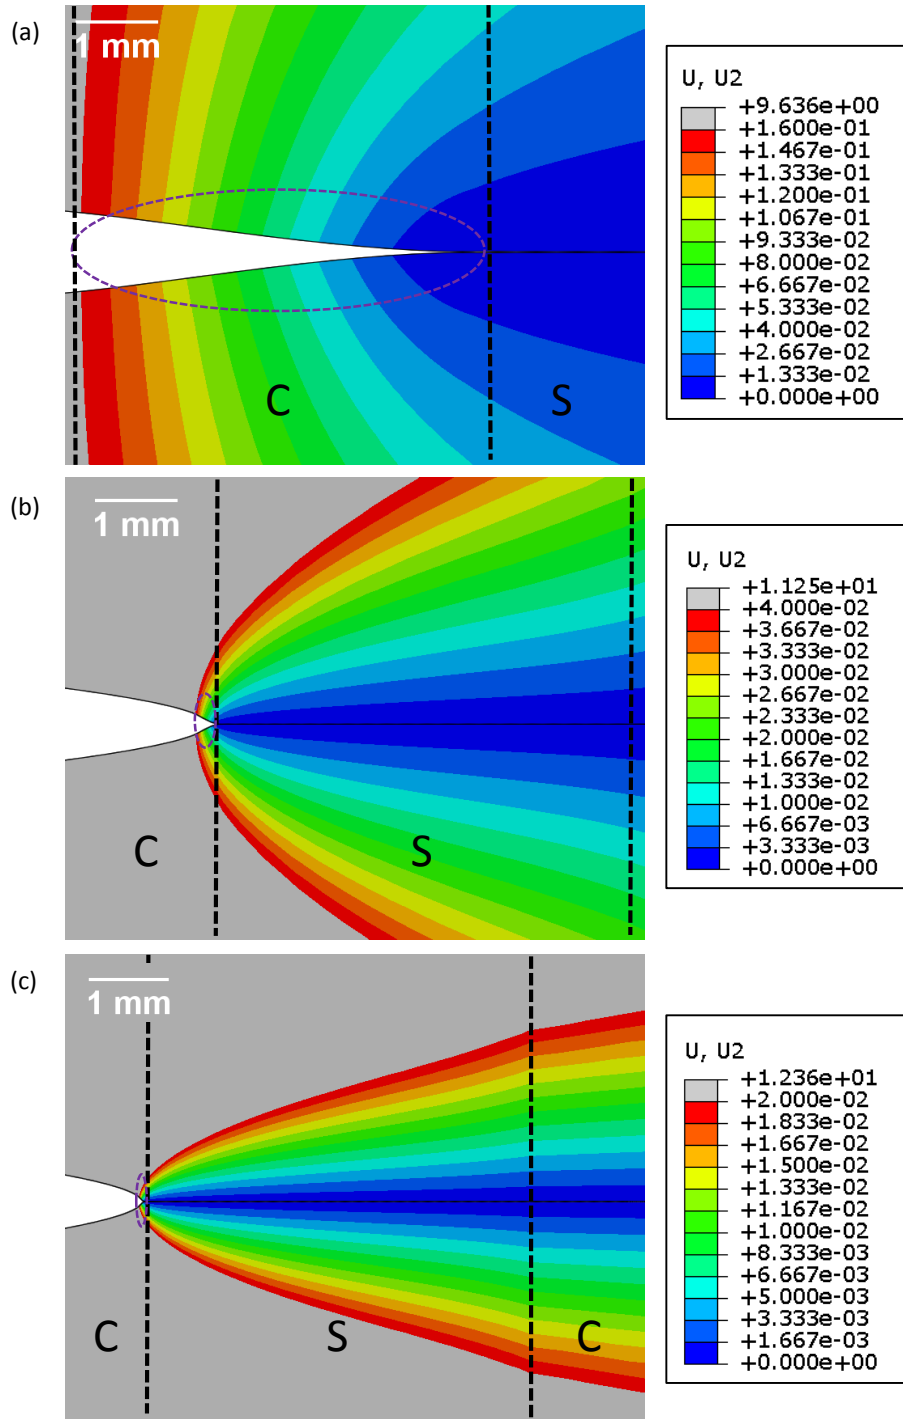 (a)
1 mm
C
S
U, U2
+9.636e+00
+1.600e-01
+1.467e-01
+1.333e-01
+1.200e-01
+1.067e-01
+9.333e-02
+8.000e-02
+6.667e-02
+5.333e-02
+4.000e-02
+2.667e-02
+1.333e-02
+0.000e+00
(b)
1 mm
C
S
U, U2
+1.125e+01
+4.000e-02
+3.667e-02
+3.333e-02
+3.000e-02
+2.667e-02
+2.333e-02
+2.000e-02
+1.667e-02
+1.333e-02
+1.000e-02
+6.667e-03
+3.333e-03
+0.000e+00
(c)
1 mm
C
S
C
U, U2
+1.236e+01
+2.000e-02
+1.833e-02
+1.667e-02
+1.500e-02
+1.333e-02
+1.167e-02
+1.000e-02
+8.333e-03
+6.667e-03
+5.000e-03
+3.333e-03
+1.667e-03
+0.000e+00